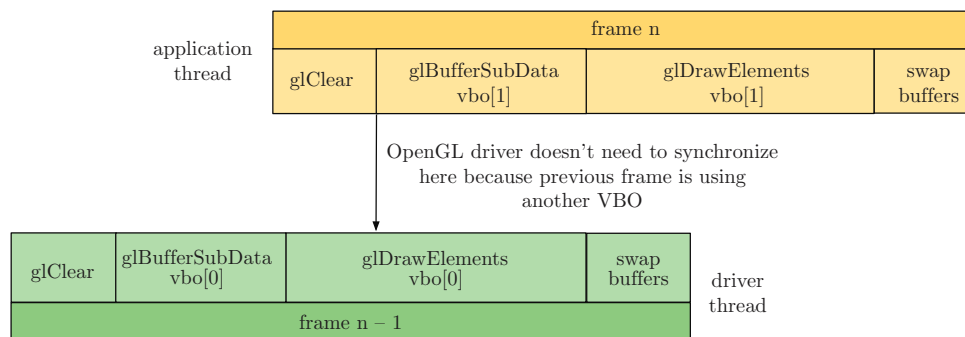 frame n
application
thread
glClear
glBufferSubData
vbo[1]
glDrawElements
vbo[1]
swap
buffers
OpenGL driver doesn't need to synchronize
here because previous frame is using
another VBO
glClear
glBufferSubData
vbo[0]
glDrawElements
vbo[0]
swap
buffers
driver
thread
frame n – 1